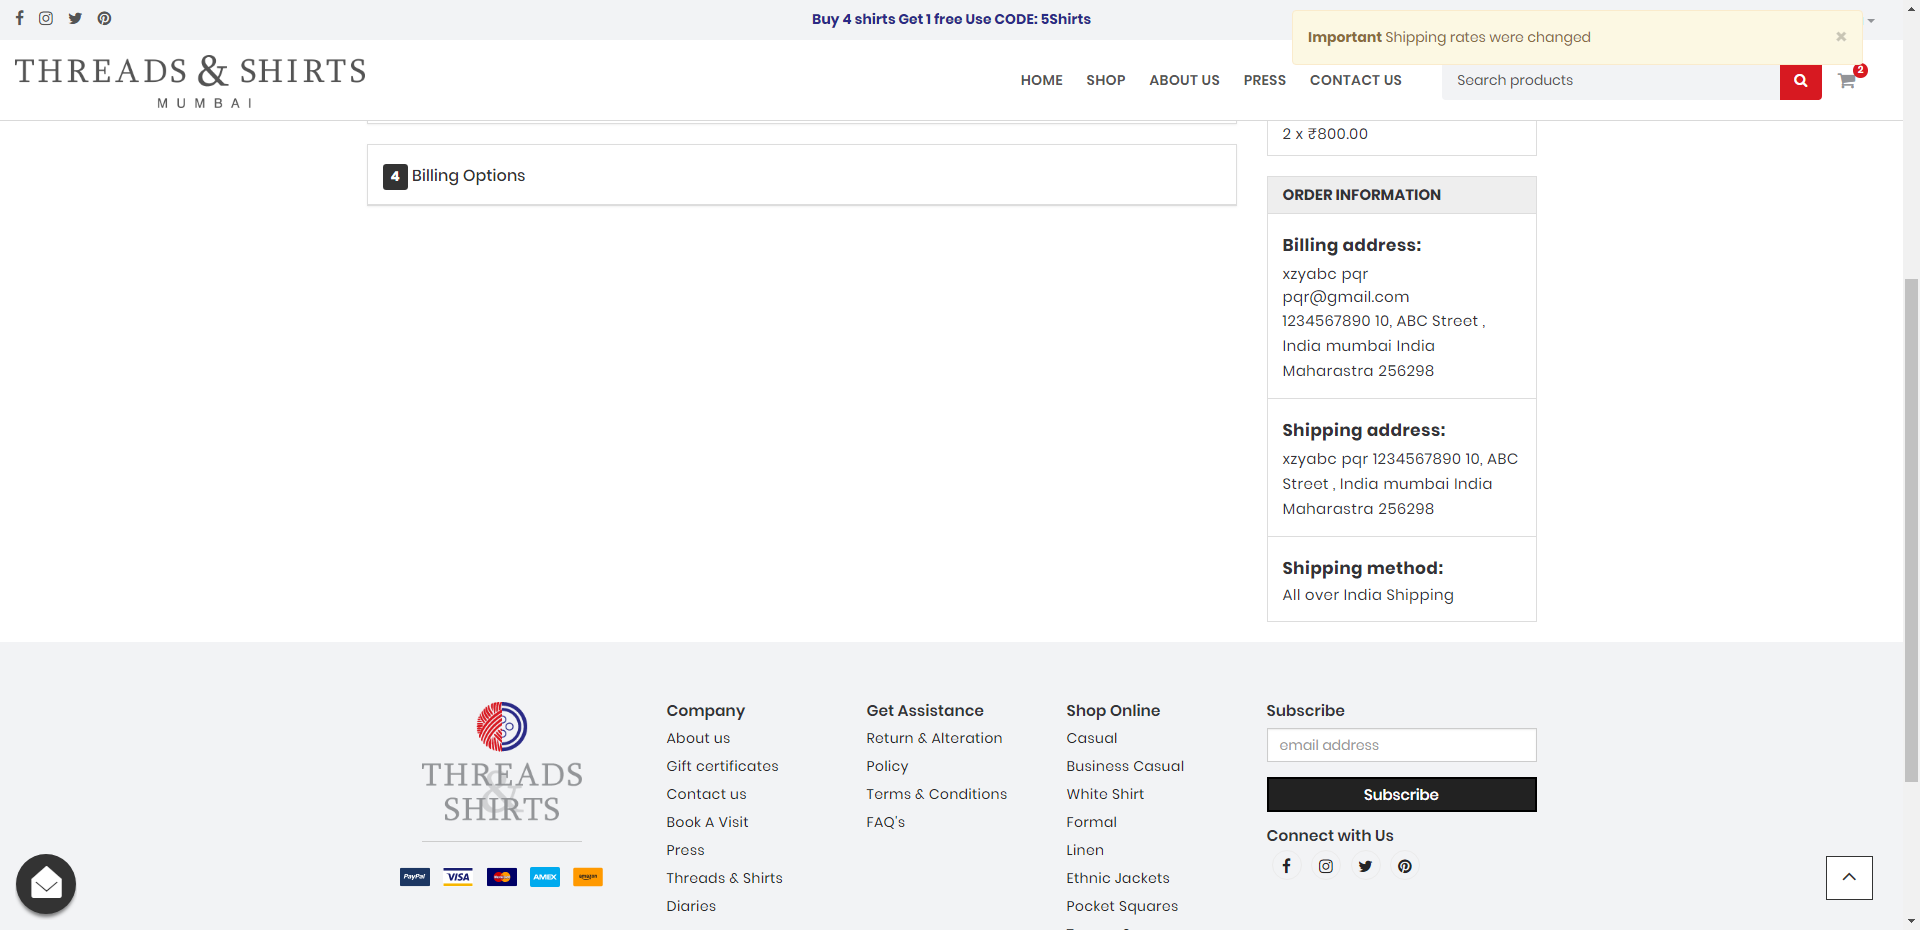 Buy 4 shirts Get 1 free Use CODE: 5Shirts
Important Shipping rates were changed
×
THREADS & SHIRTS
MUMBAI
HOME
SHOP
ABOUT US
PRESS
CONTACT US
Search products
2
2 x ₹800.00
4 Billing Options
ORDER INFORMATION
Billing address:
xzyabc pqr
pqr@gmail.com
1234567890 10, ABC Street ,
India mumbai India
Maharastra 256298
Shipping address:
xzyabc pqr 1234567890 10, ABC
Street , India mumbai India
Maharastra 256298
Shipping method:
All over India Shipping
THREADS
&
SHIRTS
PayPal
VISA
MasterCard
AMEX
amazon
Company
About us
Gift certificates
Contact us
Book A Visit
Press
Threads & Shirts
Diaries
Get Assistance
Return & Alteration
Policy
Terms & Conditions
FAQ's
Shop Online
Casual
Business Casual
White Shirt
Formal
Linen
Ethnic Jackets
Pocket Squares
Subscribe
email address
Subscribe
Connect with Us